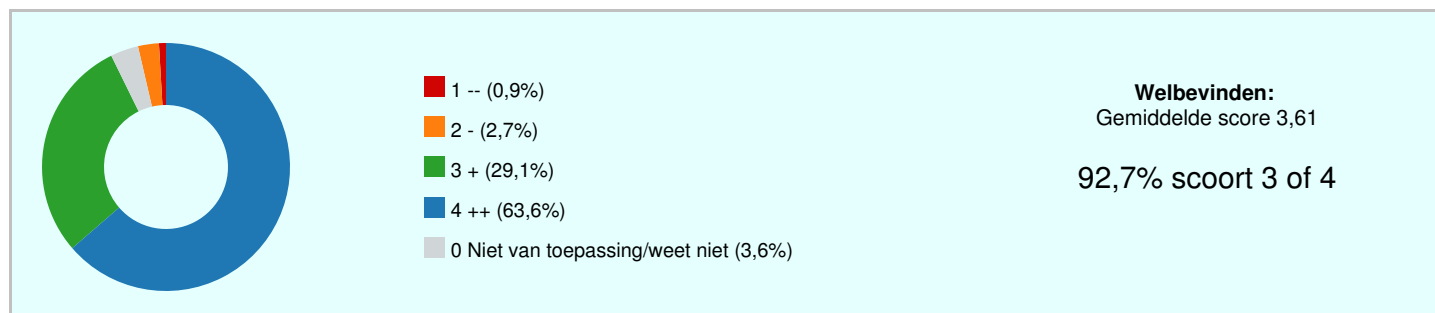 1 -- (0,9%)
2 - (2,7%)
3 + (29,1%)
4 ++ (63,6%)
0 Niet van toepassing/weet niet (3,6%)
Welbevinden:
Gemiddelde score 3,61
92,7% scoort 3 of 4